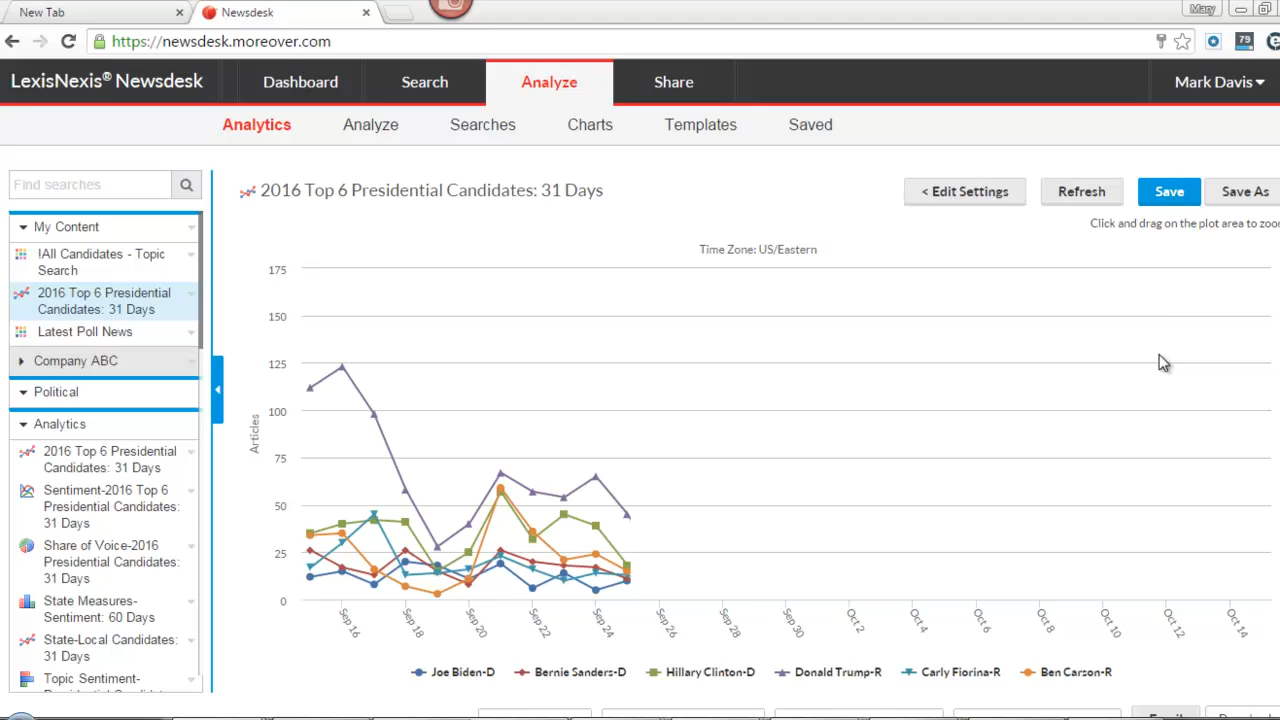 New Tab
Newsdesk
Mary
https://newsdesk.moreover.com
79
LexisNexis® Newsdesk
Dashboard
Search
Analyze
Share
Mark Davis
Analytics
Analyze
Searches
Charts
Templates
Saved
Find searches
My Content
!All Candidates - Topic
Search
2016 Top 6 Presidential
Candidates: 31 Days
Latest Poll News
Company ABC
Political
Analytics
2016 Top 6 Presidential
Candidates: 31 Days
Sentiment-2016 Top 6
Presidential Candidates:
31 Days
Share of Voice-2016
Presidential Candidates:
31 Days
State Measures-
Sentiment: 60 Days
State-Local Candidates:
31 Days
Topic Sentiment-
2016 Top 6 Presidential Candidates: 31 Days
< Edit Settings
Refresh
Save
Save As
Click and drag on the plot area to zoo
Time Zone: US/Eastern
Articles
175
150
125
100
75
50
25
0
Sep 16
Sep 18
Sep 20
Sep 22
Sep 24
Sep 26
Sep 28
Sep 30
Oct 2
Oct 4
Oct 6
Oct 8
Oct 10
Oct 12
Oct 14
Joe Biden-D
Bernie Sanders-D
Hillary Clinton-D
Donald Trump-R
Carly Fiorina-R
Ben Carson-R